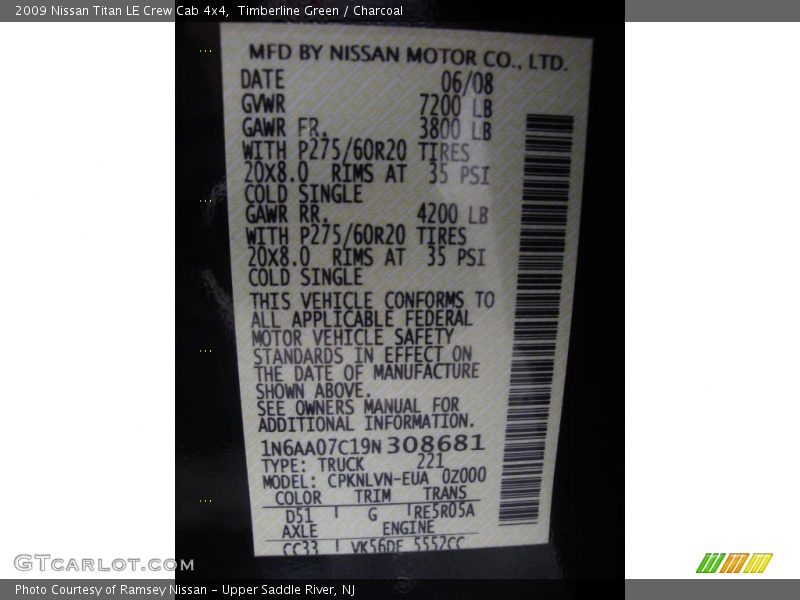 2009 Nissan Titan LE Crew Cab 4x4,  Timberline Green / Charcoal
MFD BY NISSAN MOTOR CO., LTD.
DATE 06/08
GVWR 7200 LB
GAWR FR. 3800 LB
WITH P275/60R20 TIRES
20X8.0 RIMS AT 35 PSI
COLD SINGLE
GAWR RR. 4200 LB
WITH P275/60R20 TIRES
20X8.0 RIMS AT 35 PSI
COLD SINGLE
THIS VEHICLE CONFORMS TO
ALL APPLICABLE FEDERAL
MOTOR VEHICLE SAFETY
STANDARDS IN EFFECT ON
THE DATE OF MANUFACTURE
SHOWN ABOVE.
SEE OWNERS MANUAL FOR
ADDITIONAL INFORMATION.
1N6AA07C19N308681
TYPE: TRUCK 221
MODEL: CPKNLVN-EUA 0Z000
COLOR TRIM TRANS
D51 G RE5R05A
AXLE ENGINE
CC33 VK56DE 5552CC
GTCarLot.com
Photo Courtesy of Ramsey Nissan – Upper Saddle River, NJ